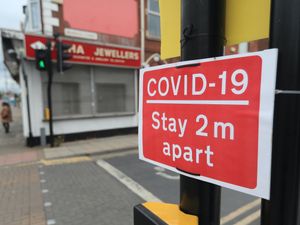 JEWELLERS
COVID-19
Stay 2m
apart